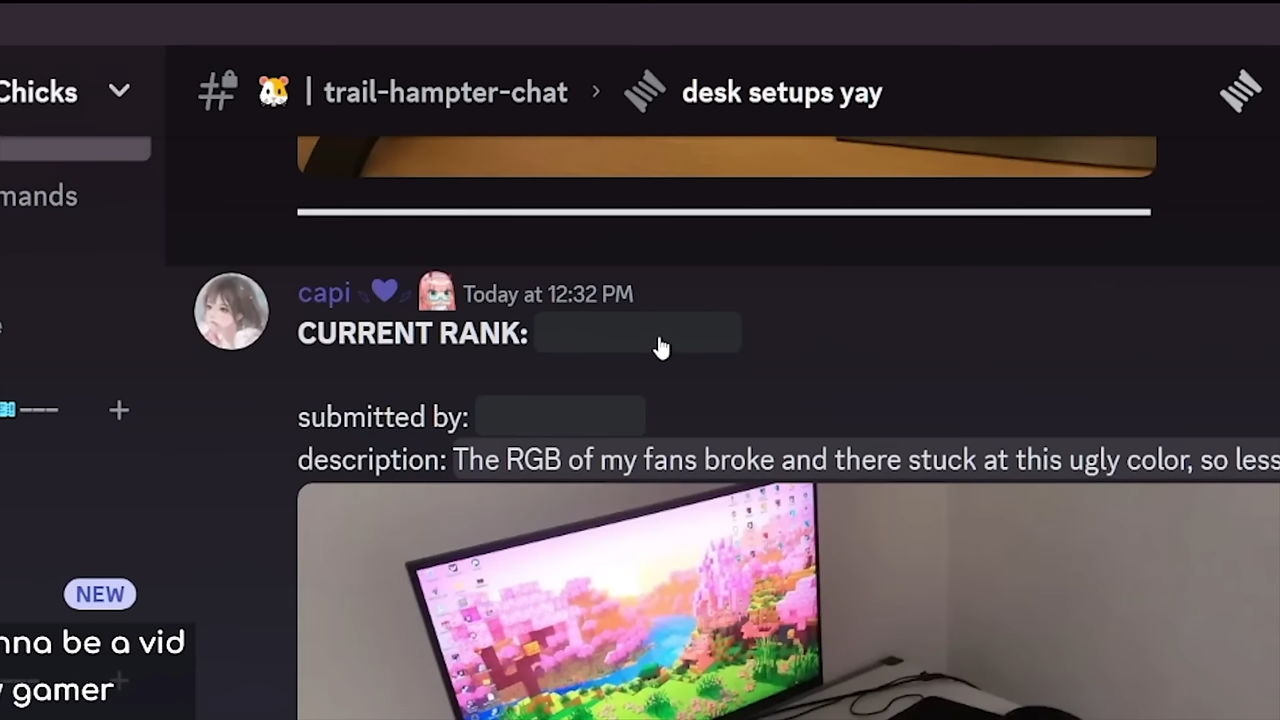 Chicks
# 🐹 | trail-hampter-chat › desk setups yay
mands
capi 💜 Today at 12:32 PM
CURRENT RANK:
--- +
submitted by:
description: The RGB of my fans broke and there stuck at this ugly color, so less
NEW
nna be a vid
gamer